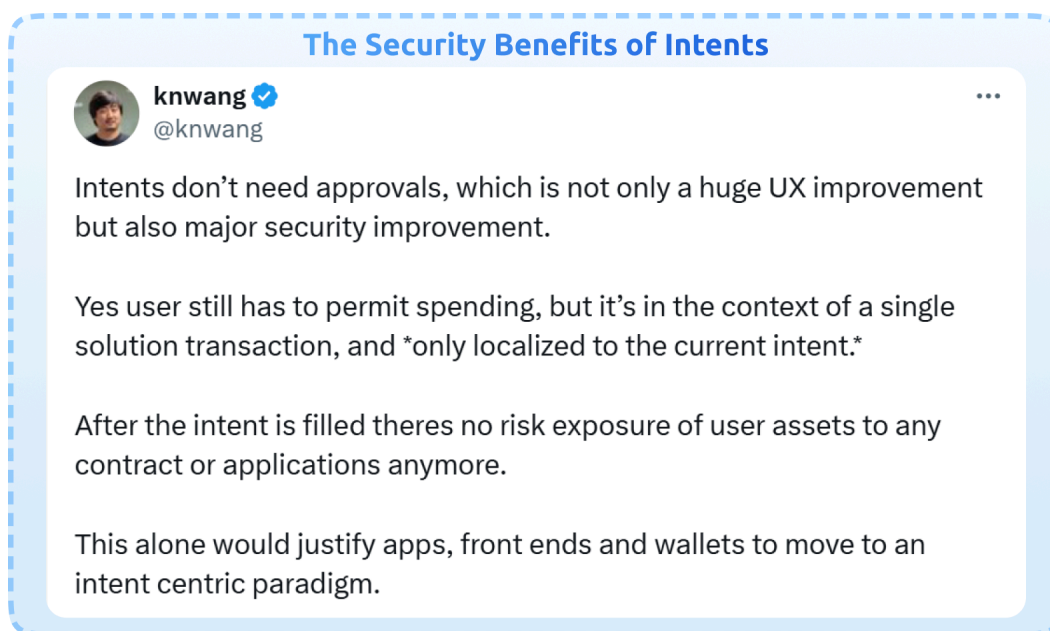 The Security Benefits of Intents
knwang
@knwang
Intents don’t need approvals, which is not only a huge UX improvement
but also major security improvement.
Yes user still has to permit spending, but it’s in the context of a single
solution transaction, and *only localized to the current intent.*
After the intent is filled theres no risk exposure of user assets to any
contract or applications anymore.
This alone would justify apps, front ends and wallets to move to an
intent centric paradigm.